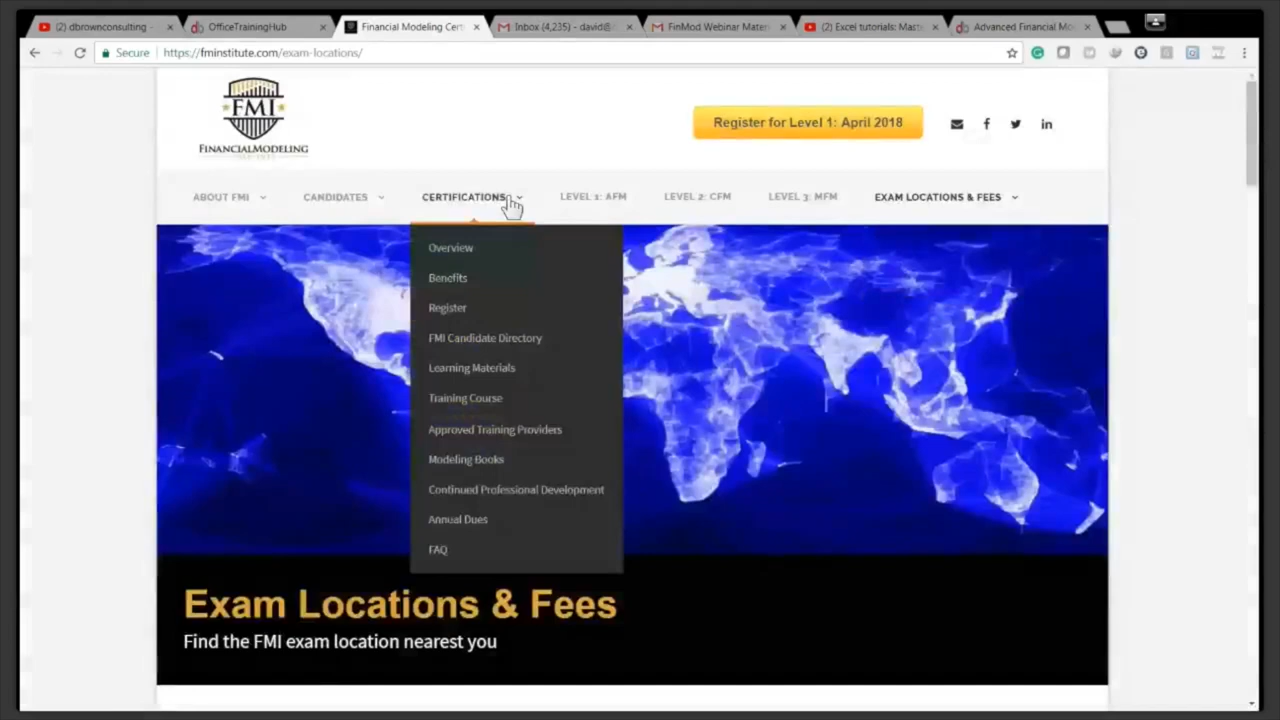 (2) dbrownconsulting -
OfficeTrainingHub
Financial Modeling Cert
Inbox (4,235) - david@
FinMod Webinar Mater
(2) Excel tutorials: Mast
Advanced Financial Mo
Secure
https://fminstitute.com/exam-locations/
FMI
FINANCIALMODELING
Register for Level 1: April 2018
ABOUT FMI
CANDIDATES
CERTIFICATIONS
LEVEL 1: AFM
LEVEL 2: CFM
LEVEL 3: MFM
EXAM LOCATIONS & FEES
Overview
Benefits
Register
FMI Candidate Directory
Learning Materials
Training Course
Approved Training Providers
Modeling Books
Continued Professional Development
Annual Dues
FAQ
Exam Locations & Fees
Find the FMI exam location nearest you